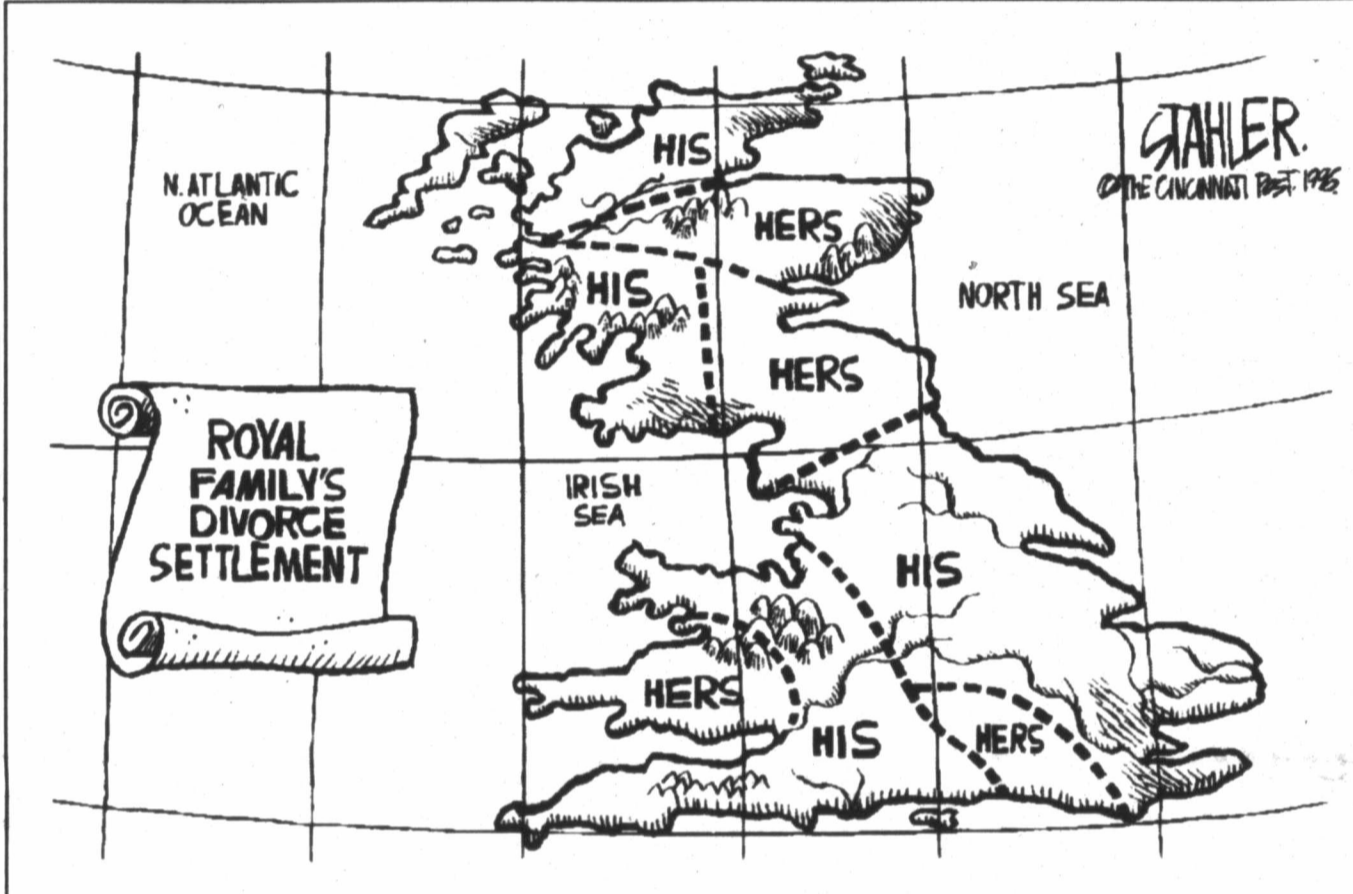 STAHLER.
© THE CINCINNATI POST. 1996
N. ATLANTIC
OCEAN
HIS
HERS
HIS
NORTH SEA
HERS
ROYAL
FAMILY'S
DIVORCE
SETTLEMENT
IRISH
SEA
HIS
HERS
HIS
HERS